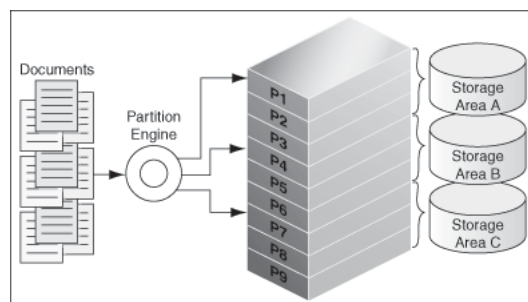 Documents
Partition
Engine
P1
P2
P3
P4
P5
P6
P7
P8
P9
Storage
Area A
Storage
Area B
Storage
Area C